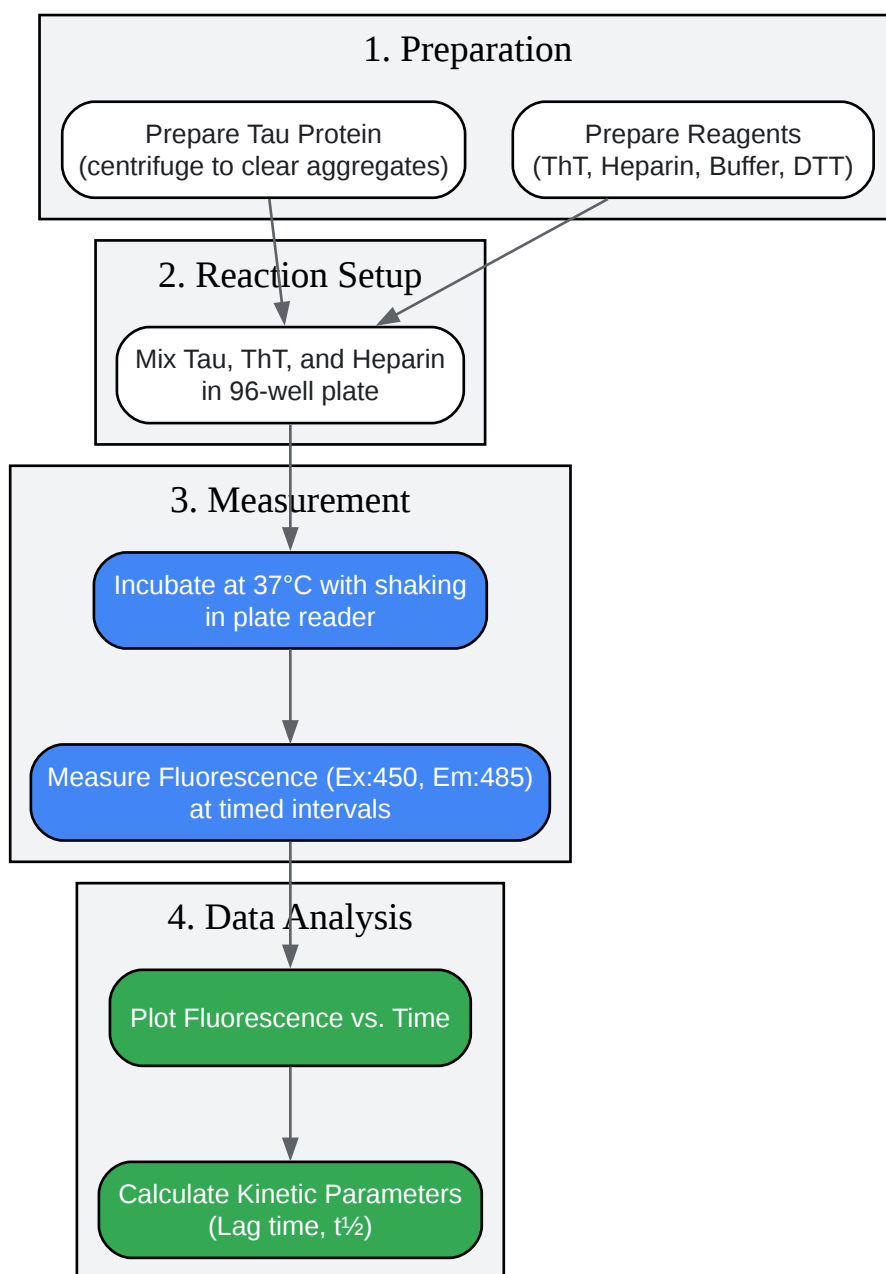 1. Preparation
Prepare Tau Protein
(centrifuge to clear aggregates)
Prepare Reagents
(ThT, Heparin, Buffer, DTT)
2. Reaction Setup
Mix Tau, ThT, and Heparin
in 96-well plate
3. Measurement
Incubate at 37°C with shaking
in plate reader
Measure Fluorescence (Ex:450, Em:485)
at timed intervals
4. Data Analysis
Plot Fluorescence vs. Time
Calculate Kinetic Parameters
(Lag time, t½)